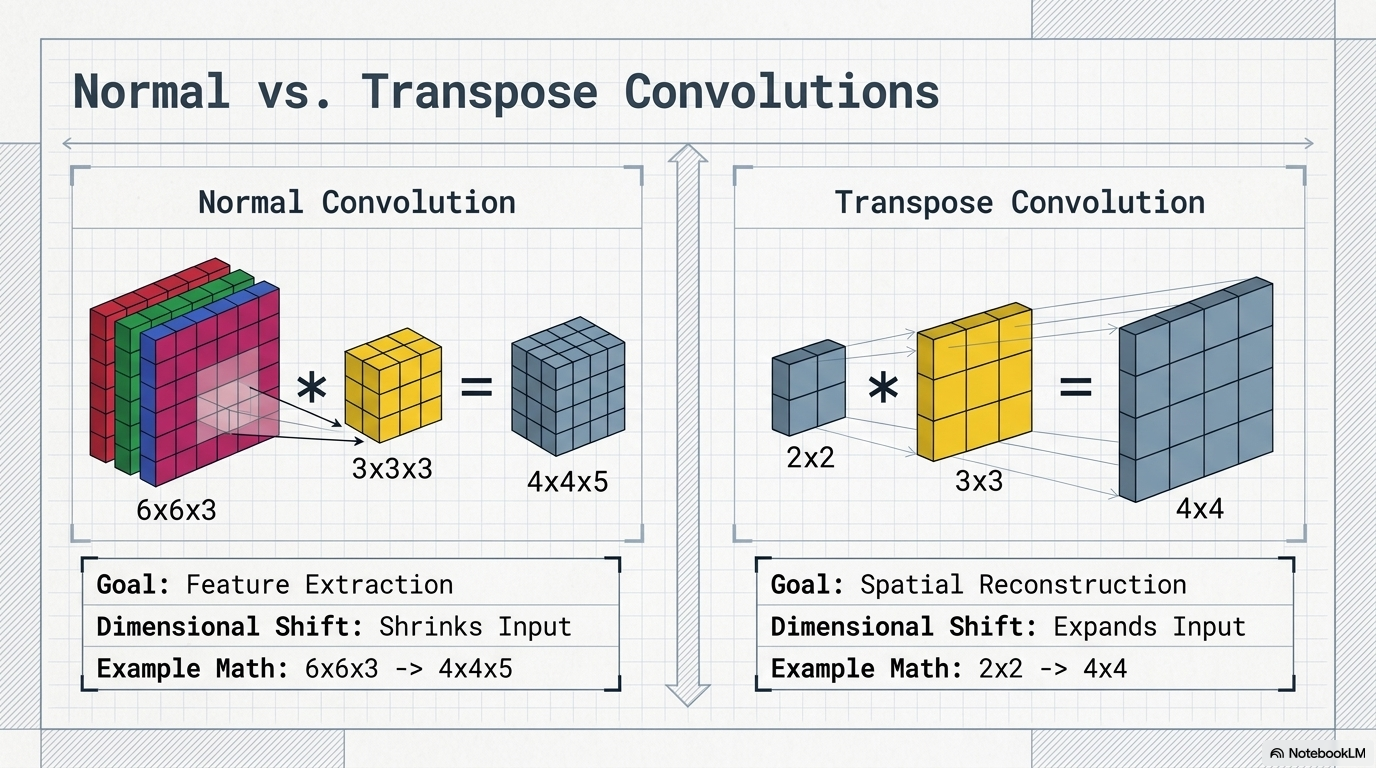 Normal vs. Transpose Convolutions
Normal Convolution
6x6x3
*
3x3x3
=
4x4x5
Goal: Feature Extraction
Dimensional Shift: Shrinks Input
Example Math: 6x6x3 -> 4x4x5
Transpose Convolution
2x2
*
3x3
=
4x4
Goal: Spatial Reconstruction
Dimensional Shift: Expands Input
Example Math: 2x2 -> 4x4
NotebookLM